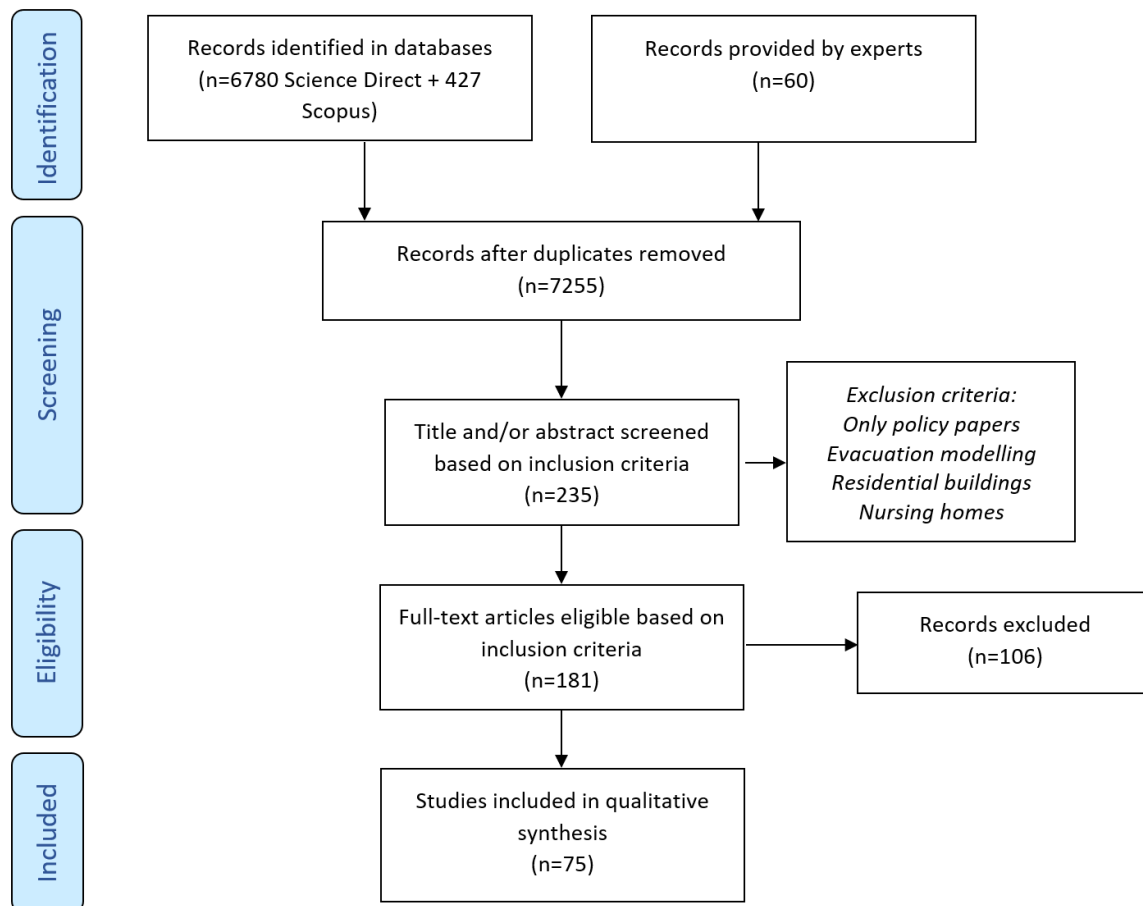 Identification
Records identified in databases
(n=6780 Science Direct + 427
Scopus)
Records provided by experts
(n=60)
Screening
Records after duplicates removed
(n=7255)
Title and/or abstract screened
based on inclusion criteria
(n=235)
Exclusion criteria:
Only policy papers
Evacuation modelling
Residential buildings
Nursing homes
Eligibility
Full-text articles eligible based on
inclusion criteria
(n=181)
Records excluded
(n=106)
Included
Studies included in qualitative
synthesis
(n=75)